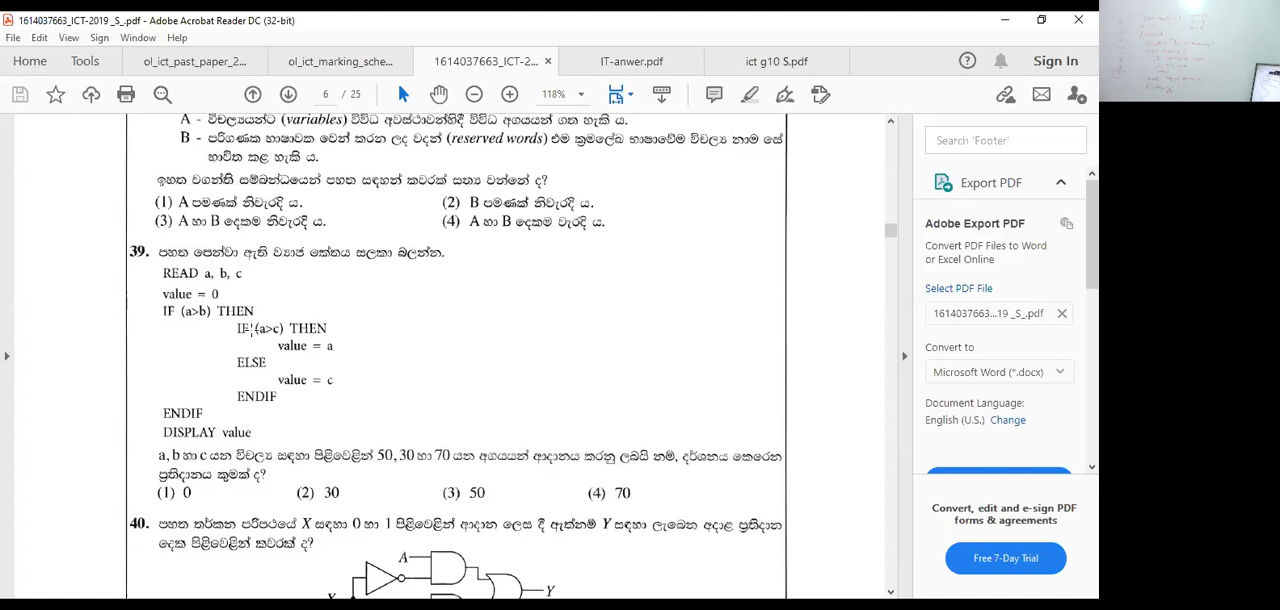 1614037663_ICT-2019 _S_.pdf - Adobe Acrobat Reader DC (32-bit)
File Edit View Sign Window Help
Home Tools ol_ict_past_paper_2... ol_ict_marking_sche... 1614037663_ICT-2... × IT-anwer.pdf ict g10 S.pdf Sign In
6 / 25 118%
A - විචල්‍යයන්ට (variables) විවිධ අවස්ථාවන්හිදී විවිධ අගයයන් ගත හැකි ය.
B - පරිගණක භාෂාවක වෙන් කරන ලද වදන් (reserved words) එම ක්‍රමලේඛ භාෂාවේම විචල්‍ය නාම සේ
භාවිත කළ හැකි ය.
ඉහත වගන්ති සම්බන්ධයෙන් පහත සඳහන් කවරක් සත්‍ය වන්නේ ද?
(1) A පමණක් නිවැරදි ය. (2) B පමණක් නිවැරදි ය.
(3) A හා B දෙකම නිවැරදි ය. (4) A හා B දෙකම වැරදි ය.
39. පහත පෙන්වා ඇති ව්‍යාජ කේතය සලකා බලන්න.
READ a, b, c
value = 0
IF (a>b) THEN
IF (a>c) THEN
value = a
ELSE
value = c
ENDIF
ENDIF
DISPLAY value
a, b හා c යන විචල්‍ය සඳහා පිළිවෙළින් 50, 30 හා 70 යන අගයයන් ආදානය කරනු ලබයි නම්, දර්ශනය කෙරෙන
ප්‍රතිදානය කුමක් ද?
(1) 0 (2) 30 (3) 50 (4) 70
40. පහත තර්කන පරිපථයේ X සඳහා 0 හා 1 පිළිවෙළින් ආදාන ලෙස දී ඇත්නම් Y සඳහා ලැබෙන අදාළ ප්‍රතිදාන
දෙක පිළිවෙළින් කවරක් ද?
A
Y
Search 'Footer'
Export PDF
Adobe Export PDF
Convert PDF Files to Word
or Excel Online
Select PDF File
1614037663...19 _S_.pdf ×
Convert to
Microsoft Word (*.docx)
Document Language:
English (U.S.) Change
Convert, edit and e-sign PDF
forms & agreements
Free 7-Day Trial